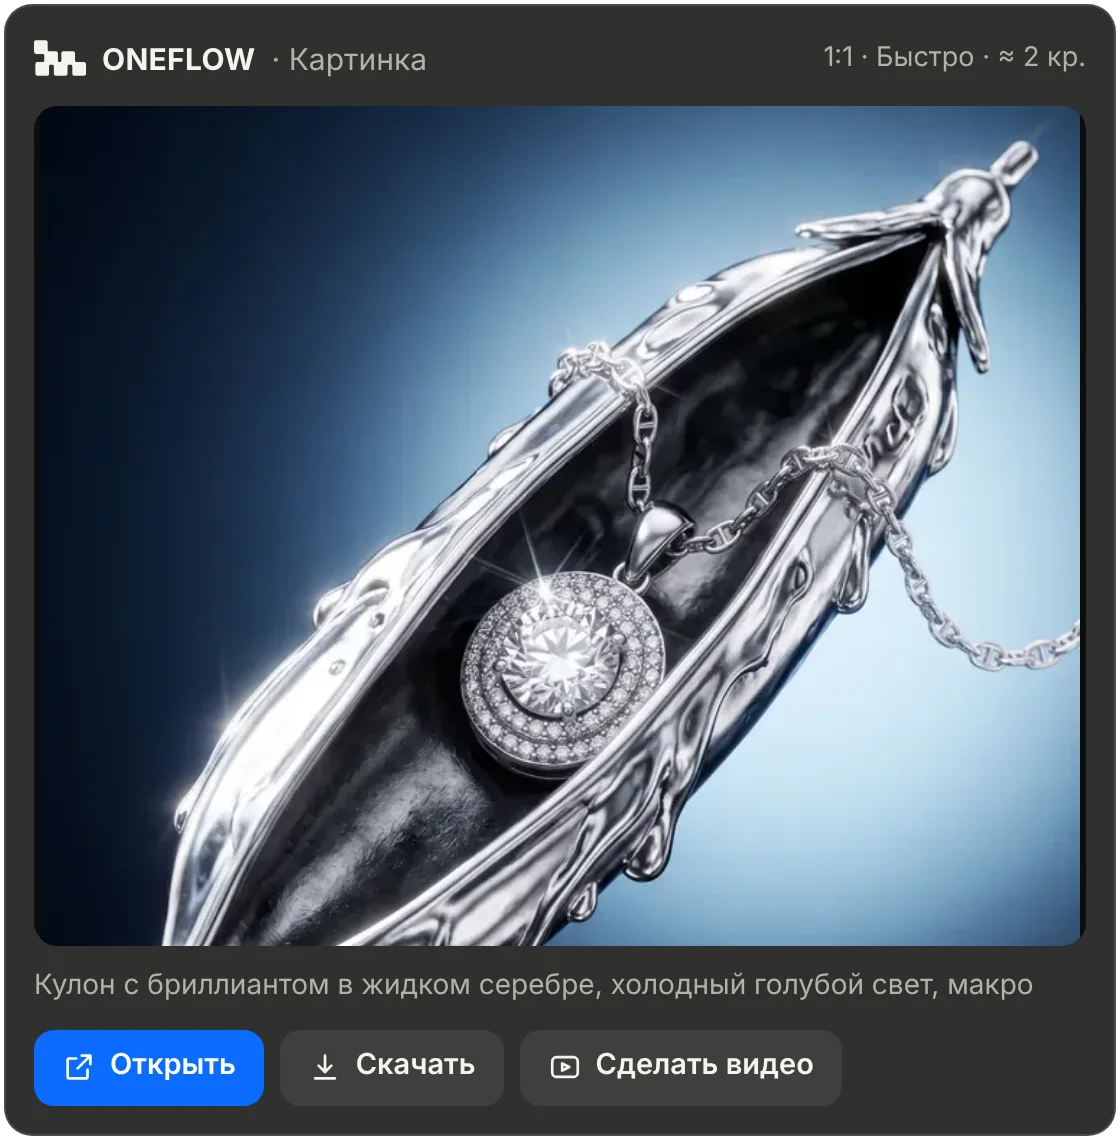 ONEFLOW · Картинка
1:1 · Быстро · ≈ 2 кр.
Кулон с бриллиантом в жидком серебре, холодный голубой свет, макро
Открыть
Скачать
Сделать видео